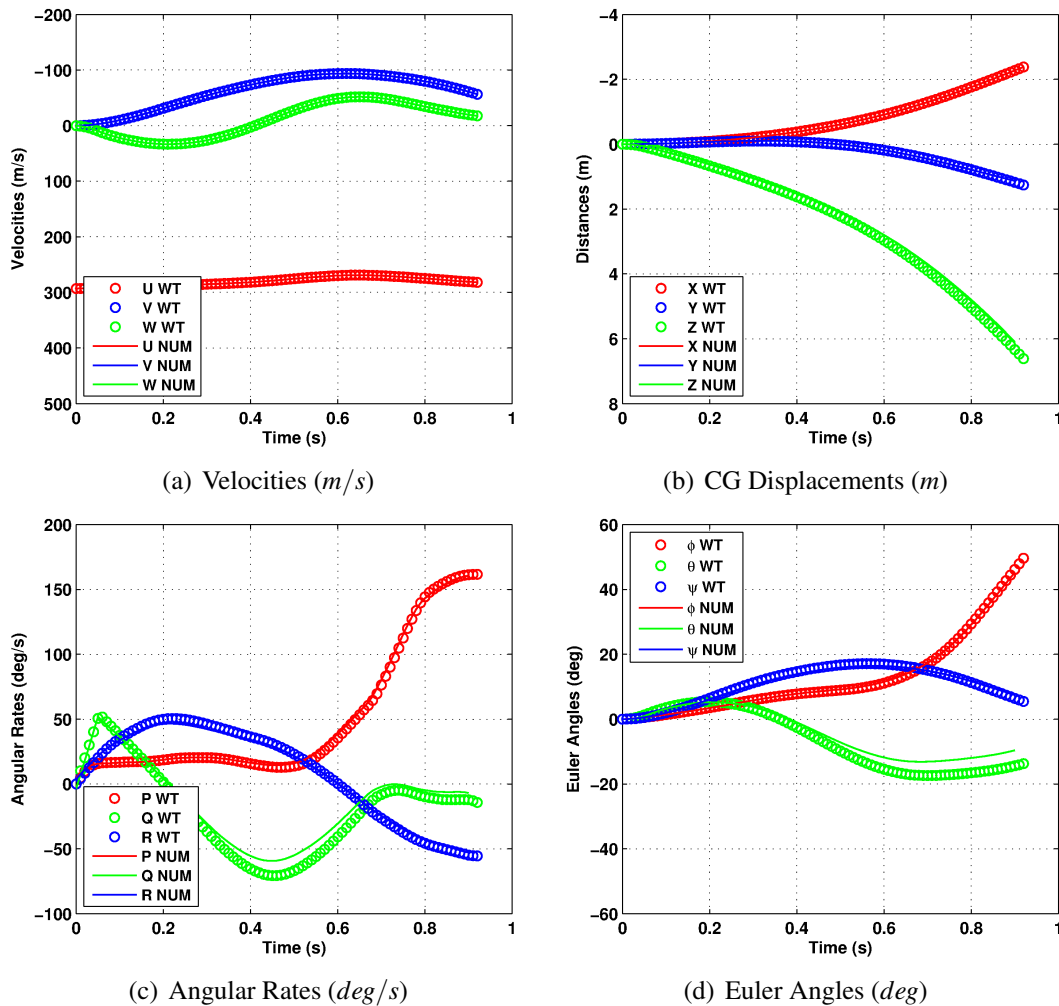 −200
−100
0
100
200
300
400
500
Velocities (m/s)
U WT
V WT
W WT
U NUM
V NUM
W NUM
0 0.2 0.4 0.6 0.8 1
Time (s)
(a) Velocities (m/s)
−4
−2
0
2
4
6
8
Distances (m)
X WT
Y WT
Z WT
X NUM
Y NUM
Z NUM
0 0.2 0.4 0.6 0.8 1
Time (s)
(b) CG Displacements (m)
200
150
100
50
0
−50
−100
Angular Rates (deg/s)
P WT
Q WT
R WT
P NUM
Q NUM
R NUM
0 0.2 0.4 0.6 0.8 1
Time (s)
(c) Angular Rates (deg/s)
60
40
20
0
−20
−40
−60
Euler Angles (deg)
ϕ WT
θ WT
ψ WT
ϕ NUM
θ NUM
ψ NUM
0 0.2 0.4 0.6 0.8 1
Time (s)
(d) Euler Angles (deg)